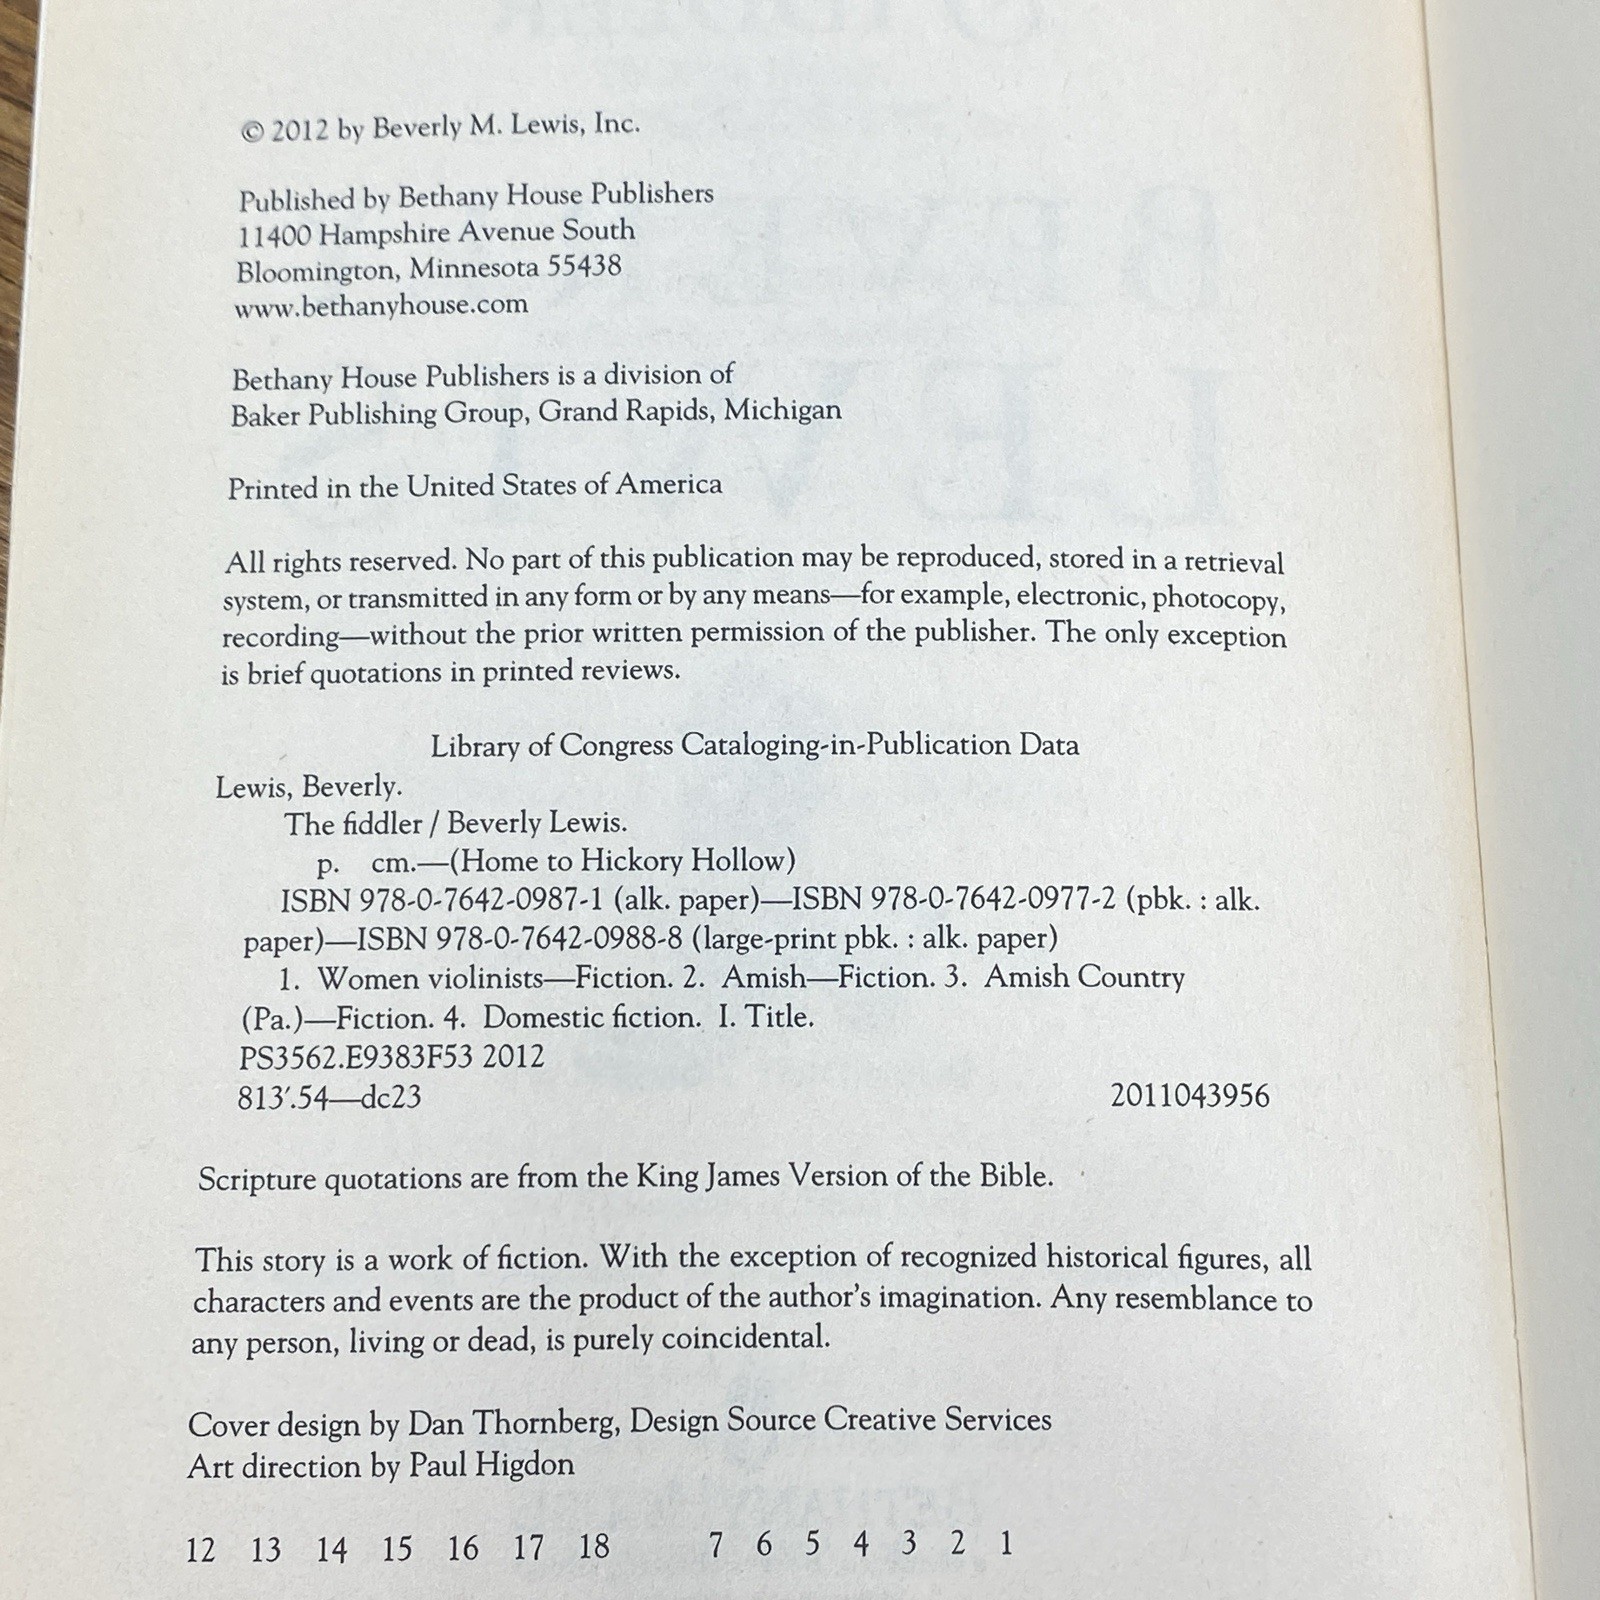 © 2012 by Beverly M. Lewis, Inc.
Published by Bethany House Publishers
11400 Hampshire Avenue South
Bloomington, Minnesota 55438
www.bethanyhouse.com
Bethany House Publishers is a division of
Baker Publishing Group, Grand Rapids, Michigan
Printed in the United States of America
All rights reserved. No part of this publication may be reproduced, stored in a retrieval
system, or transmitted in any form or by any means—for example, electronic, photocopy,
recording—without the prior written permission of the publisher. The only exception
is brief quotations in printed reviews.
Library of Congress Cataloging-in-Publication Data
Lewis, Beverly.
The fiddler / Beverly Lewis.
p. cm.—(Home to Hickory Hollow)
ISBN 978-0-7642-0987-1 (alk. paper)—ISBN 978-0-7642-0977-2 (pbk. : alk.
paper)—ISBN 978-0-7642-0988-8 (large-print pbk. : alk. paper)
1. Women violinists—Fiction. 2. Amish—Fiction. 3. Amish Country
(Pa.)—Fiction. 4. Domestic fiction. I. Title.
PS3562.E9383F53 2012
813′.54—dc23 2011043956
Scripture quotations are from the King James Version of the Bible.
This story is a work of fiction. With the exception of recognized historical figures, all
characters and events are the product of the author's imagination. Any resemblance to
any person, living or dead, is purely coincidental.
Cover design by Dan Thornberg, Design Source Creative Services
Art direction by Paul Higdon
12 13 14 15 16 17 18 7 6 5 4 3 2 1